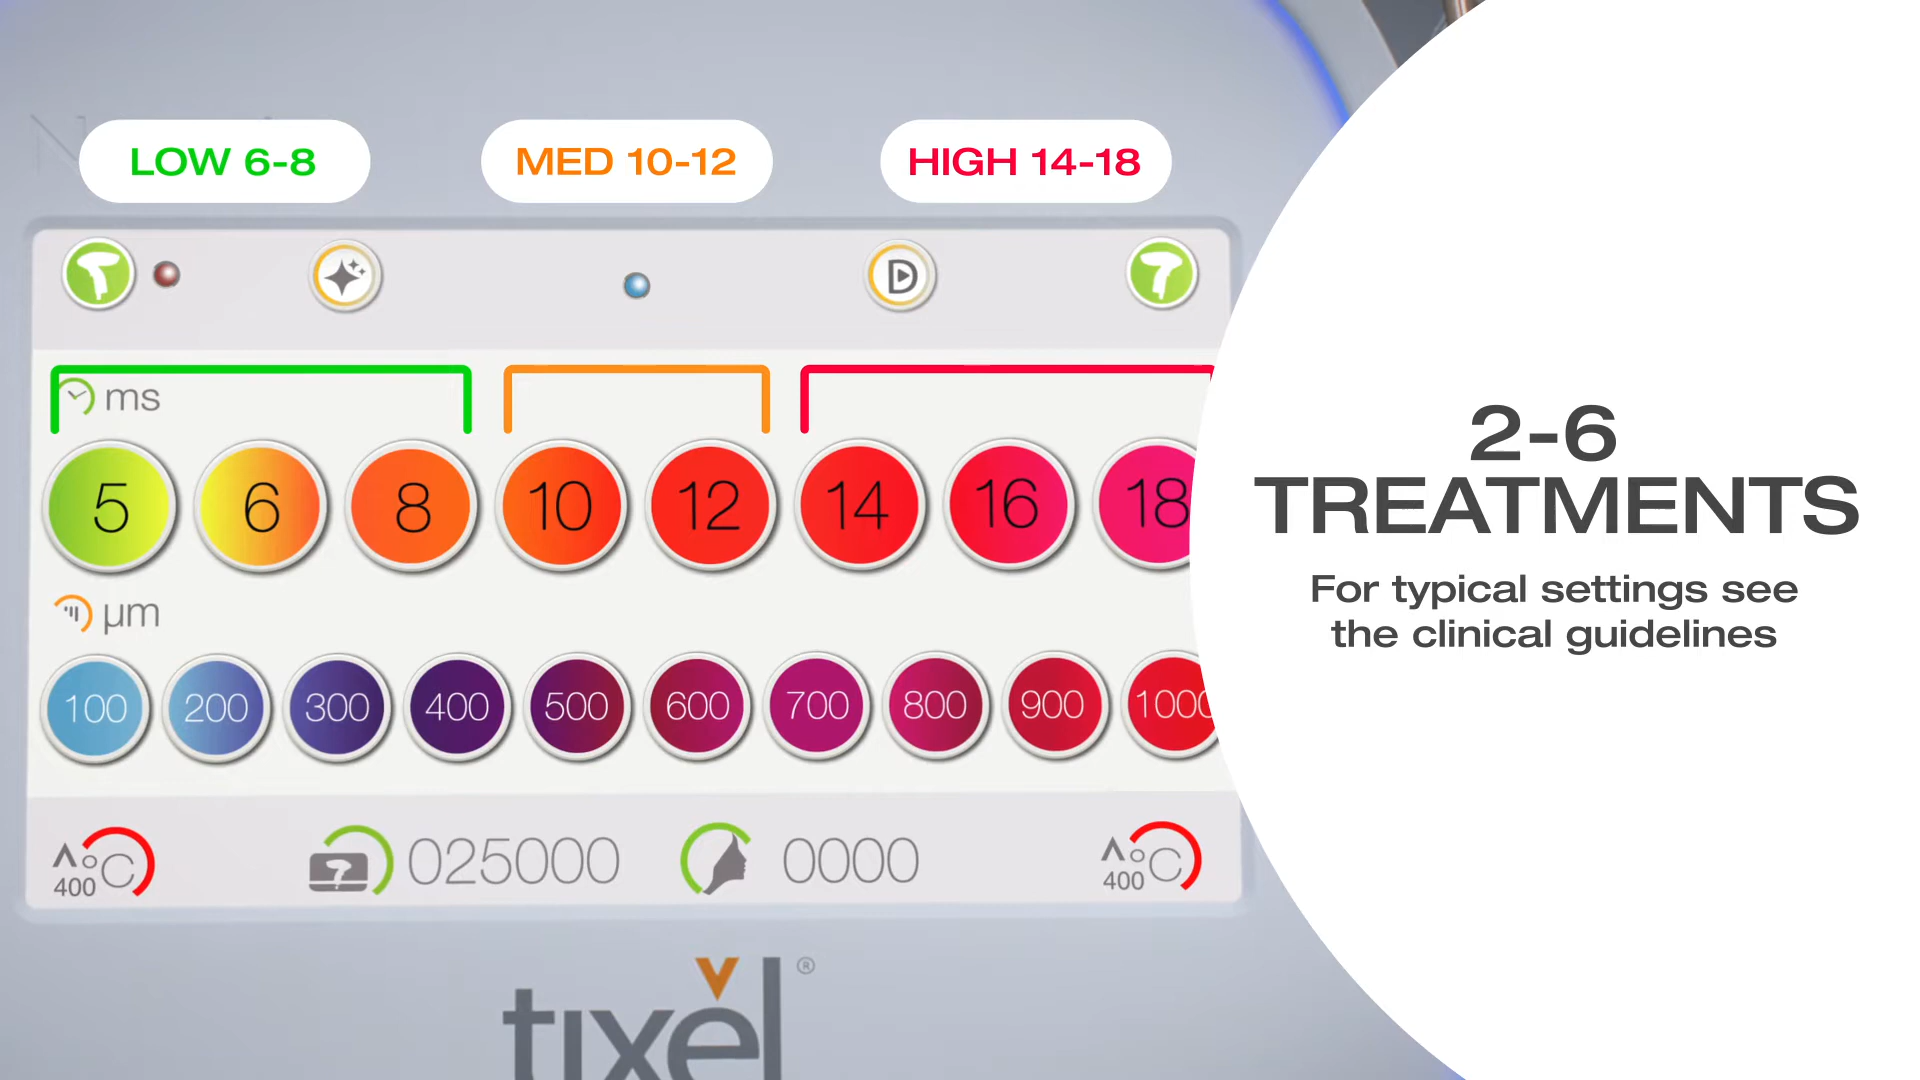 LOW 6-8
MED 10-12
HIGH 14-18
ms
5 6 8 10 12 14 16 18
µm
100 200 300 400 500 600 700 800 900 1000
400 °C
025000
0000
400 °C
tixel ®
2-6
TREATMENTS
For typical settings see
the clinical guidelines